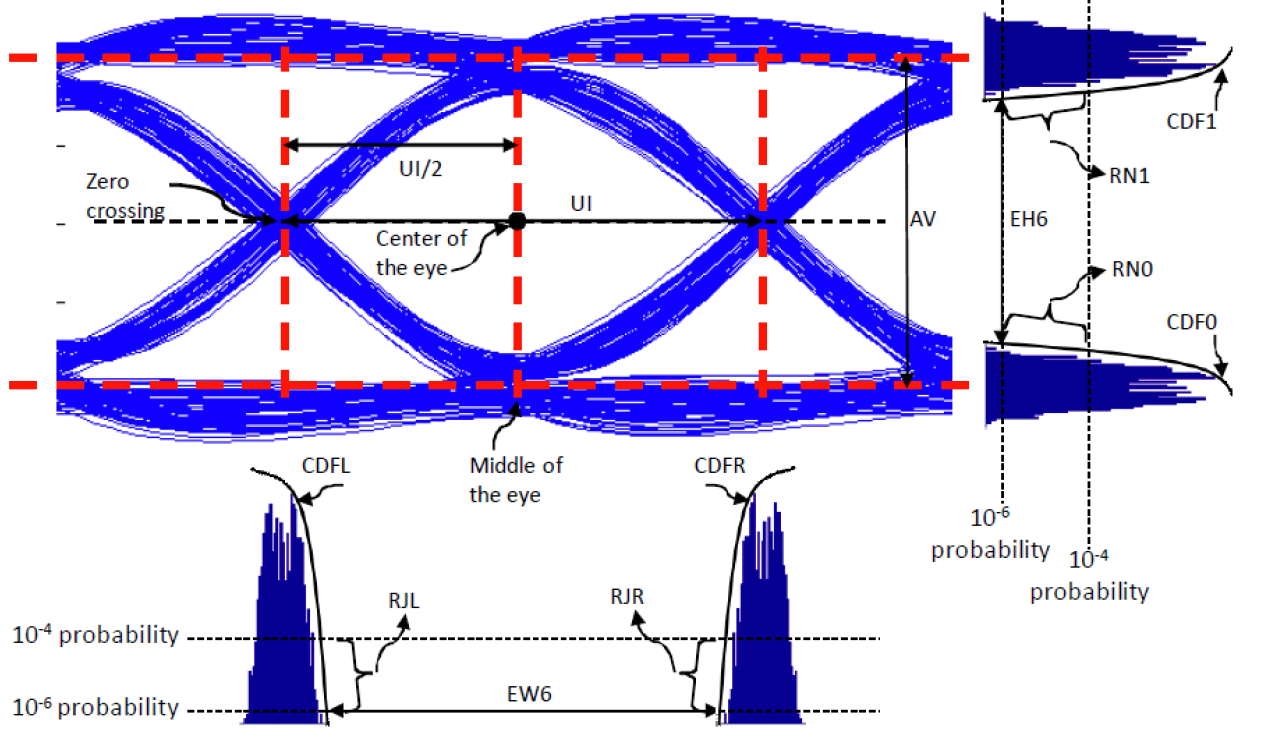 CDF1
UI/2
RN1
Zero
crossing
UI
AV
EH6
Center of
the eye
RN0
CDF0
CDFL
Middle of
the eye
CDFR
10-6
probability
10-4
probability
RJL
RJR
10-4 probability
EW6
10-6 probability